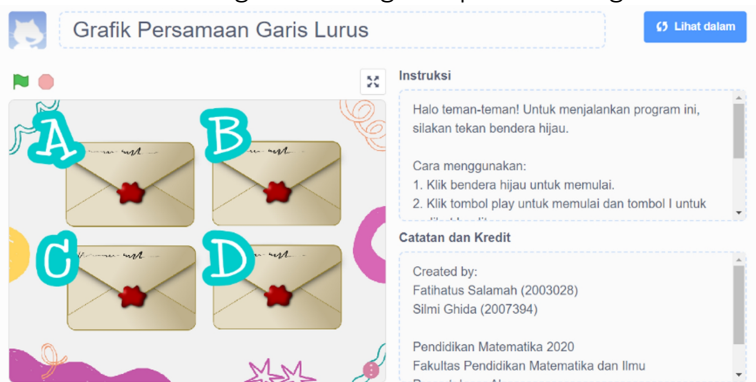 Grafik Persamaan Garis Lurus
Lihat dalam
Instruksi
Halo teman-teman! Untuk menjalankan program ini,
silakan tekan bendera hijau.
Cara menggunakan:
1. Klik bendera hijau untuk memulai.
2. Klik tombol play untuk memulai dan tombol I untuk
A
B
C
D
Catatan dan Kredit
Created by:
Fatihatus Salamah (2003028)
Silmi Ghida (2007394)
Pendidikan Matematika 2020
Fakultas Pendidikan Matematika dan Ilmu